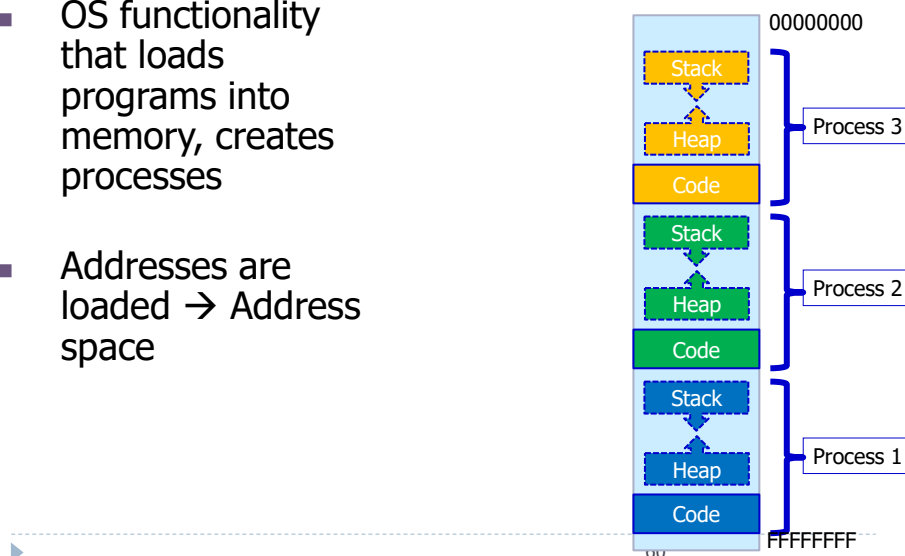 OS functionality
that loads
programs into
memory, creates
processes
Addresses are
loaded → Address
space
00000000
Stack
Heap
Code
Process 3
Stack
Heap
Code
Process 2
Stack
Heap
Code
Process 1
FFFFFFFF